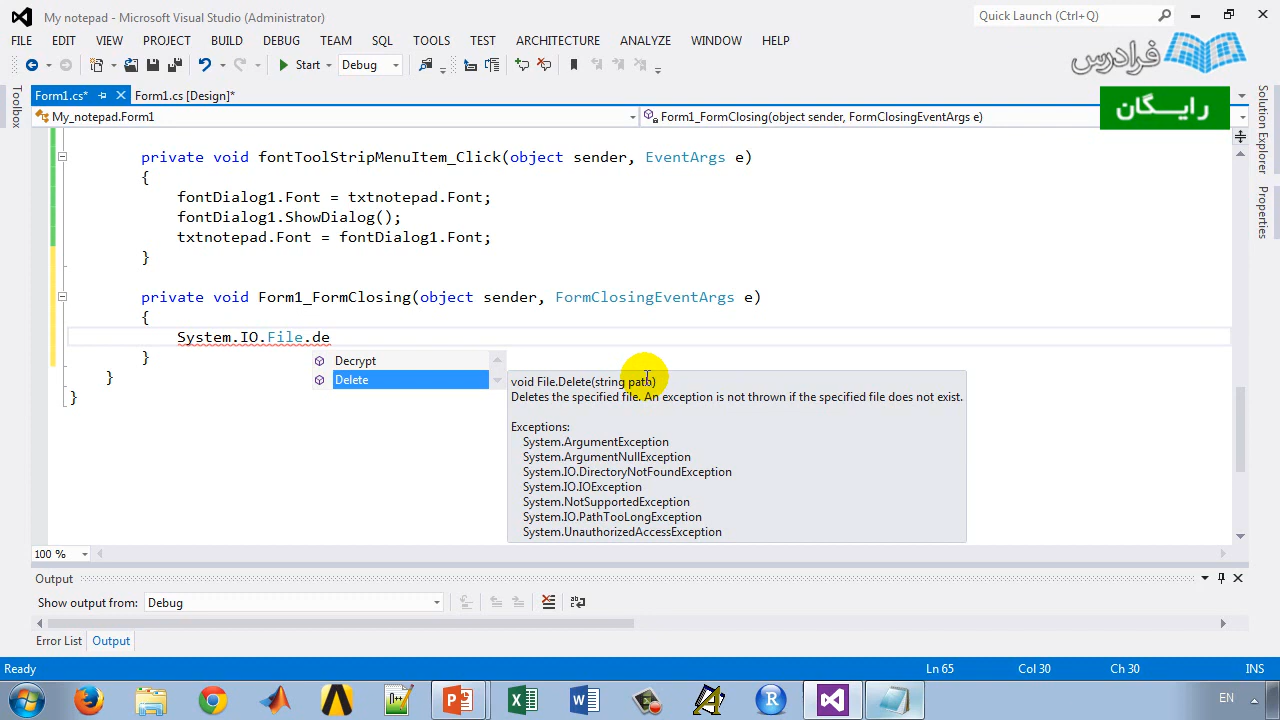 My notepad - Microsoft Visual Studio (Administrator)
Quick Launch (Ctrl+Q)
FILE EDIT VIEW PROJECT BUILD DEBUG TEAM SQL TOOLS TEST ARCHITECTURE ANALYZE WINDOW HELP
فرادرس
Start Debug
Form1.cs* Form1.cs [Design]*
رایگان
My_notepad.Form1 Form1_FormClosing(object sender, FormClosingEventArgs e)
Toolbox
Solution Explorer
Properties
private void fontToolStripMenuItem_Click(object sender, EventArgs e)
{
fontDialog1.Font = txtnotepad.Font;
fontDialog1.ShowDialog();
txtnotepad.Font = fontDialog1.Font;
}
private void Form1_FormClosing(object sender, FormClosingEventArgs e)
{
System.IO.File.de
}
}
}
Decrypt
Delete
void File.Delete(string path)
Deletes the specified file. An exception is not thrown if the specified file does not exist.
Exceptions:
System.ArgumentException
System.ArgumentNullException
System.IO.DirectoryNotFoundException
System.IO.IOException
System.NotSupportedException
System.IO.PathTooLongException
System.UnauthorizedAccessException
100 %
Output
Show output from: Debug
Error List Output
Ready Ln 65 Col 30 Ch 30 INS
EN